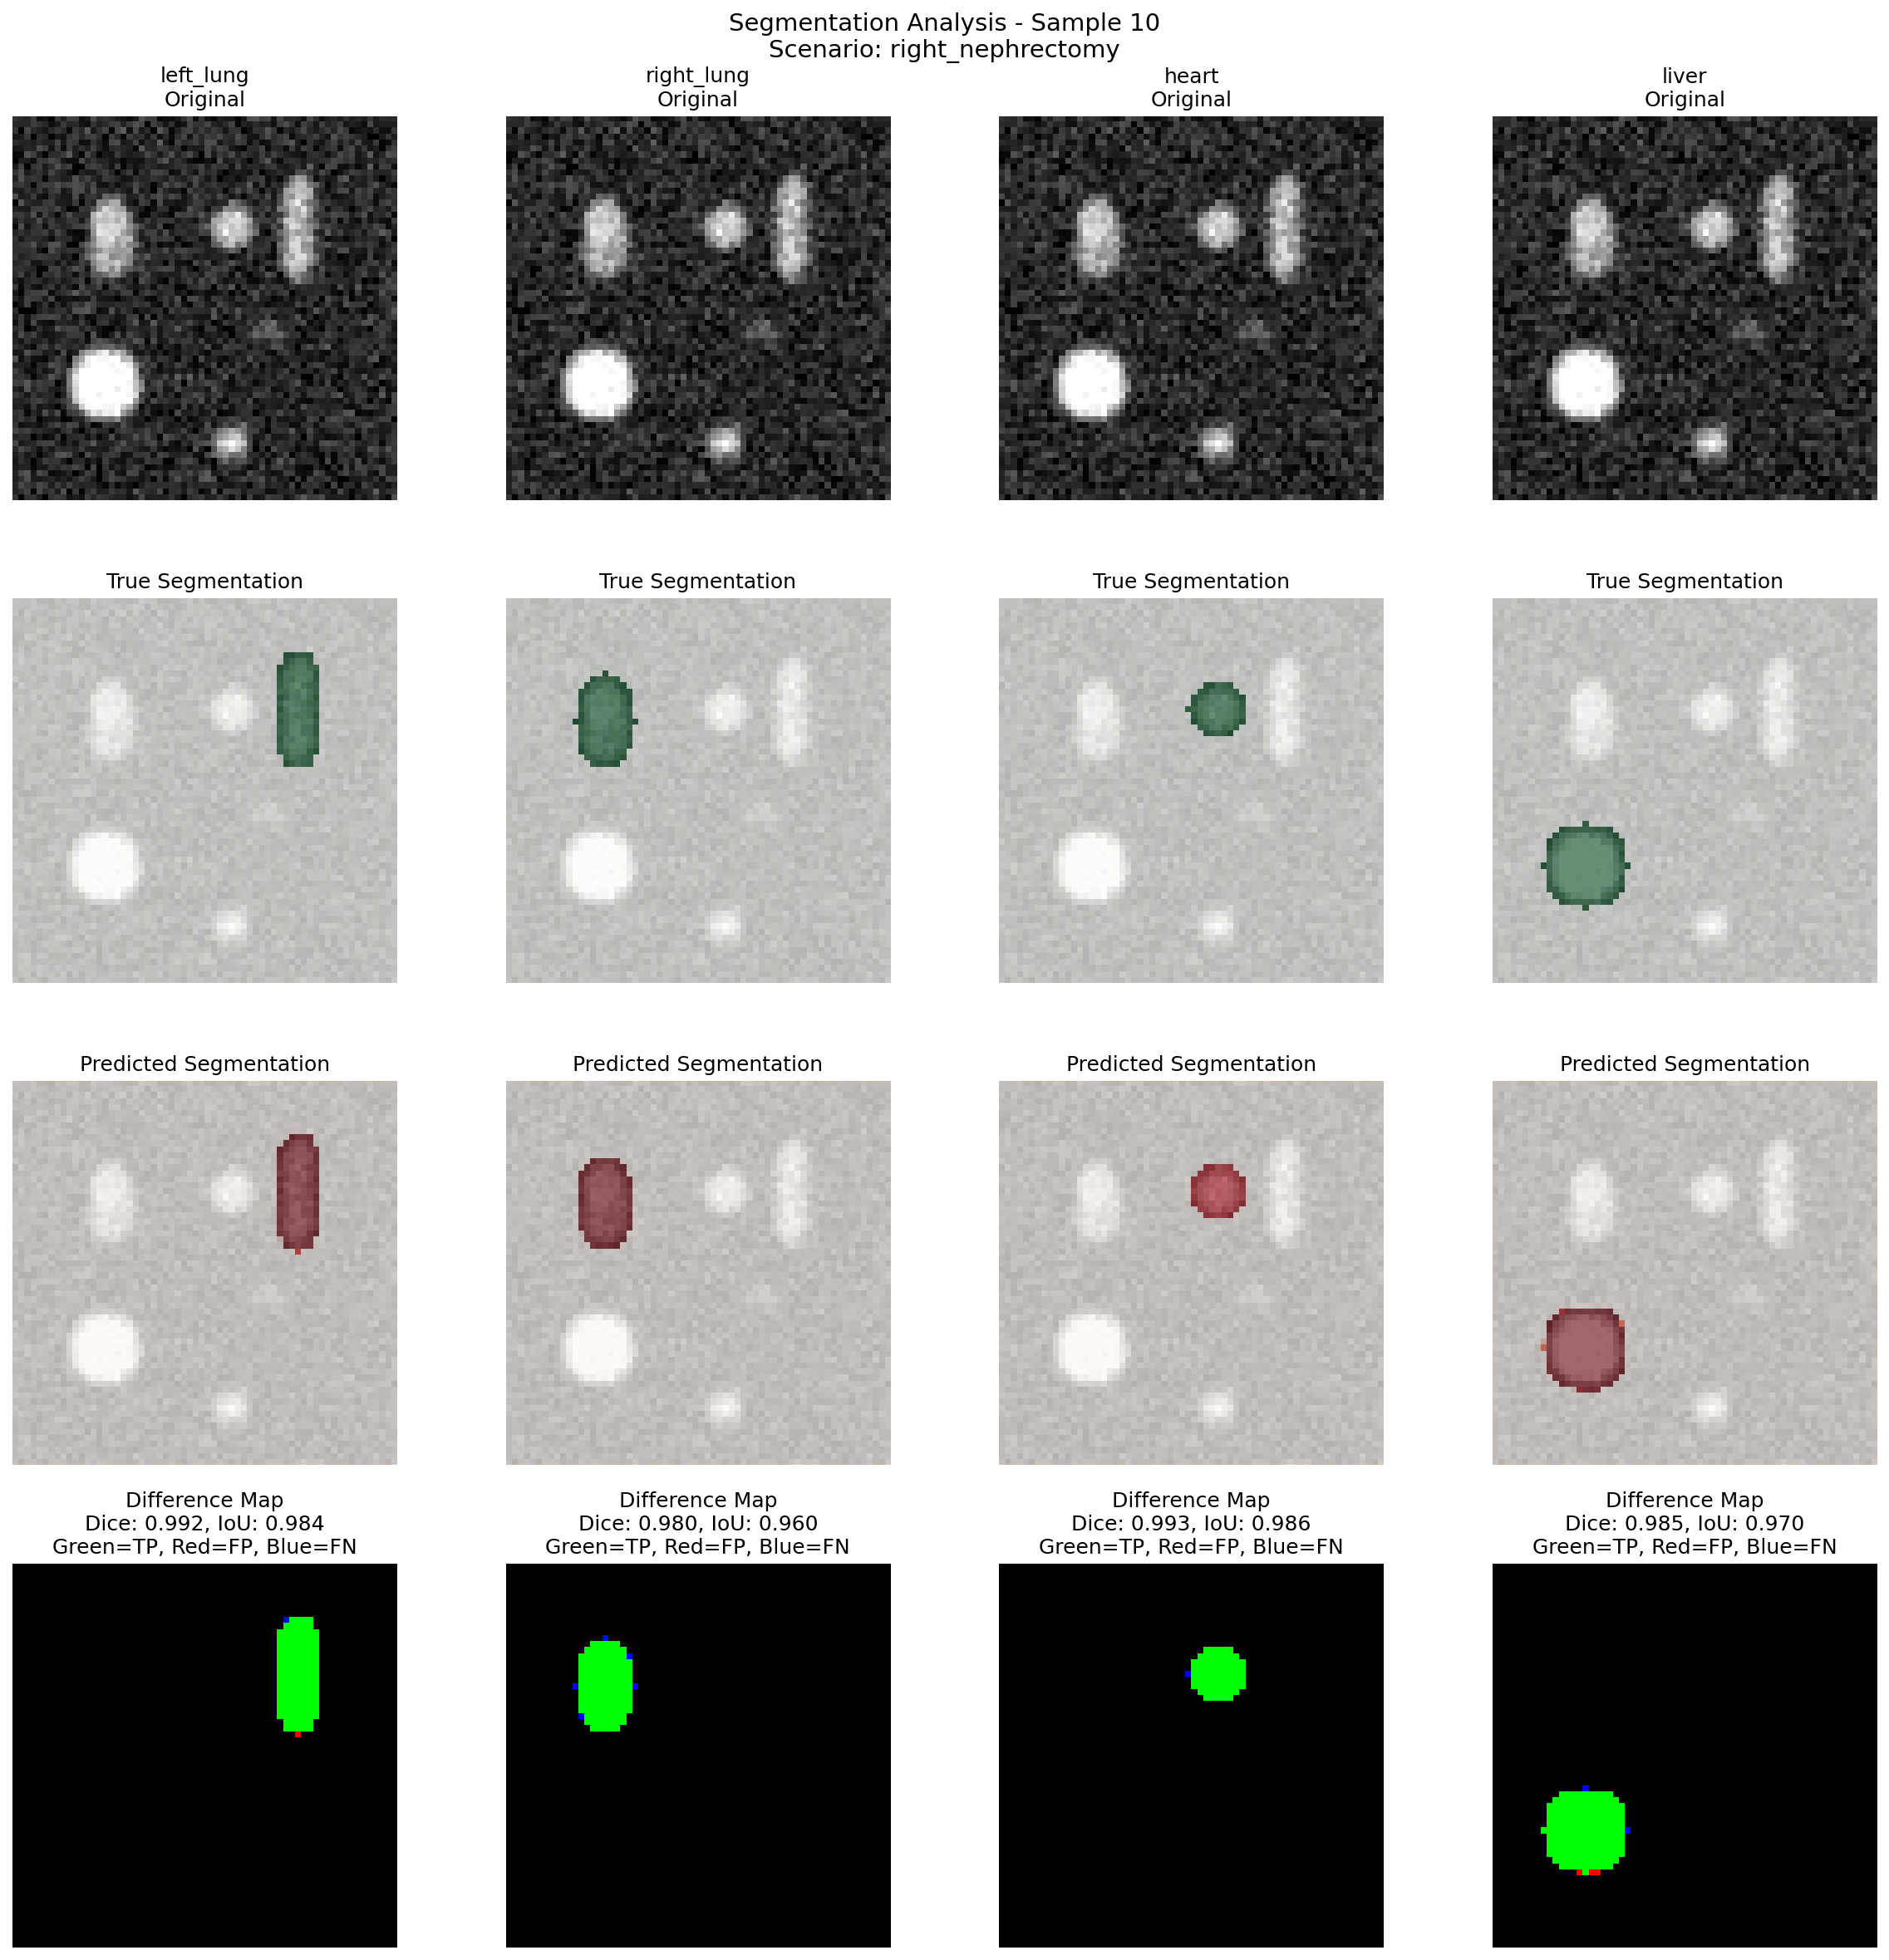 Segmentation Analysis - Sample 10
Scenario: right_nephrectomy
left_lung
Original
right_lung
Original
heart
Original
liver
Original
True Segmentation
True Segmentation
True Segmentation
True Segmentation
Predicted Segmentation
Predicted Segmentation
Predicted Segmentation
Predicted Segmentation
Difference Map
Dice: 0.992, IoU: 0.984
Green=TP, Red=FP, Blue=FN
Difference Map
Dice: 0.980, IoU: 0.960
Green=TP, Red=FP, Blue=FN
Difference Map
Dice: 0.993, IoU: 0.986
Green=TP, Red=FP, Blue=FN
Difference Map
Dice: 0.985, IoU: 0.970
Green=TP, Red=FP, Blue=FN